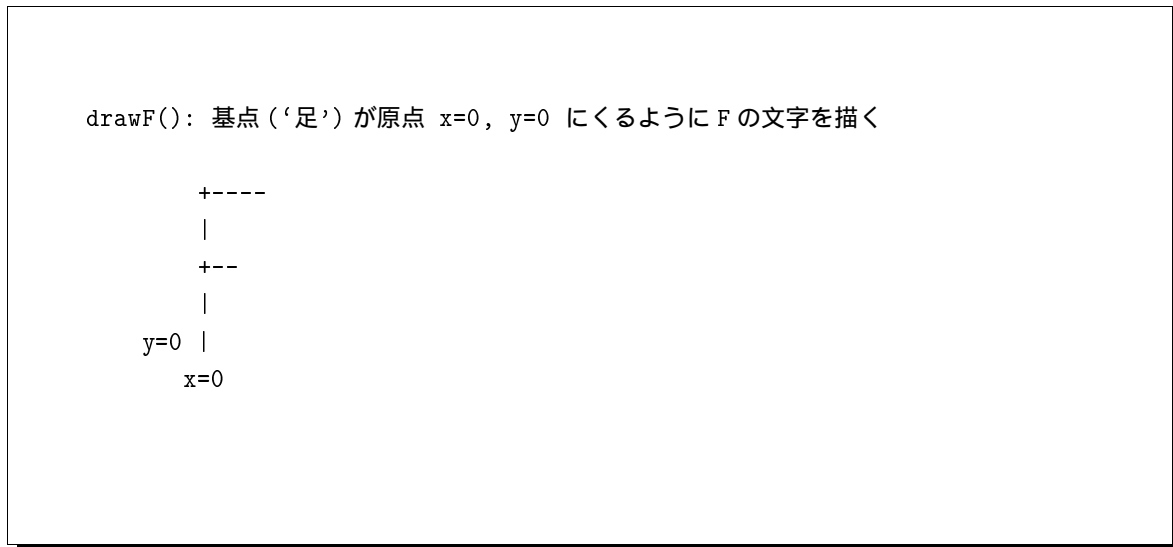 drawF(): 基点 (‘足’) が原点 x=0, y=0 にくるように F の文字を描く
+----
|
+--
|
y=0 |
x=0